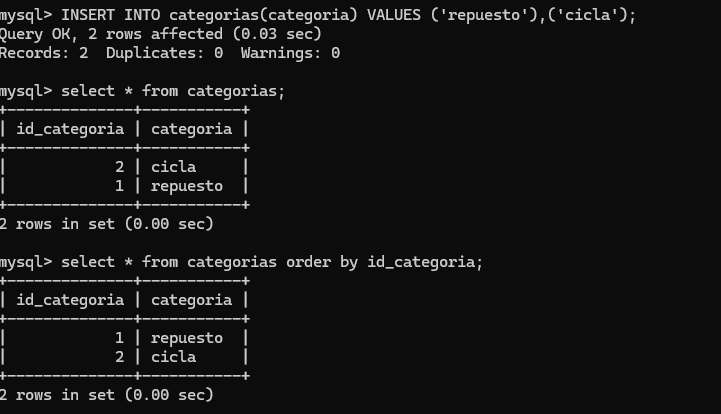 mysql> INSERT INTO categorias(categoria) VALUES ('repuesto'),('cicla');
Query OK, 2 rows affected (0.03 sec)
Records: 2  Duplicates: 0  Warnings: 0

mysql> select * from categorias;
+--------------+-----------+
| id_categoria | categoria |
+--------------+-----------+
|            2 | cicla     |
|            1 | repuesto  |
+--------------+-----------+
2 rows in set (0.00 sec)

mysql> select * from categorias order by id_categoria;
+--------------+-----------+
| id_categoria | categoria |
+--------------+-----------+
|            1 | repuesto  |
|            2 | cicla     |
+--------------+-----------+
2 rows in set (0.00 sec)